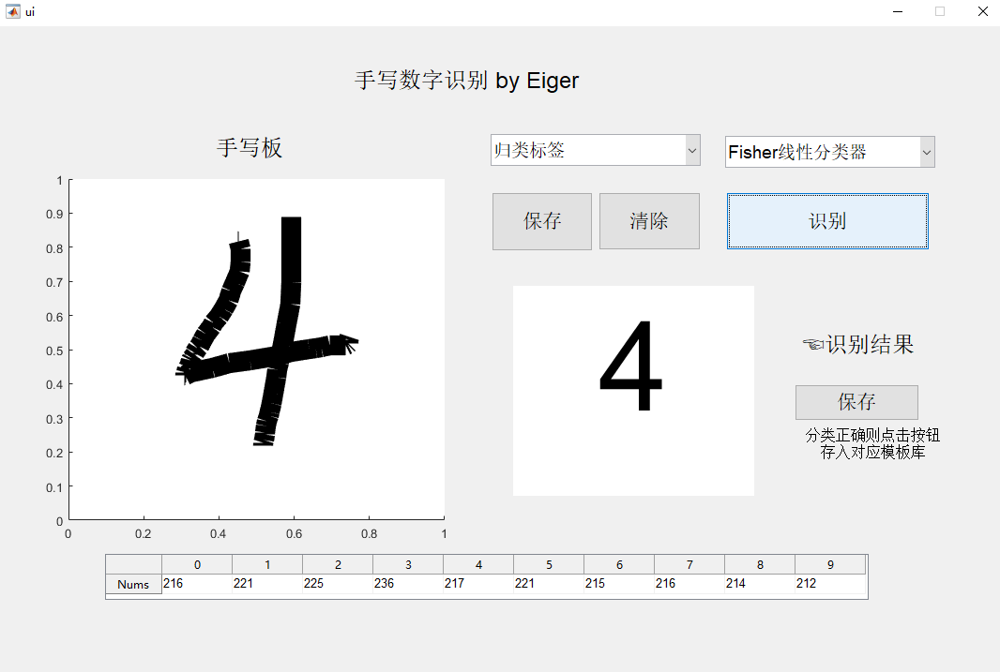 ui
手写数字识别 by Eiger
手写板
归类标签
Fisher线性分类器
保存
清除
识别
1
0.9
0.8
0.7
0.6
0.5
0.4
0.3
0.2
0.1
0
0 0.2 0.4 0.6 0.8 1
4
4
☜识别结果
保存
分类正确则点击按钮
存入对应模板库
0 1 2 3 4 5 6 7 8 9
Nums 216 221 225 236 217 221 215 216 214 212